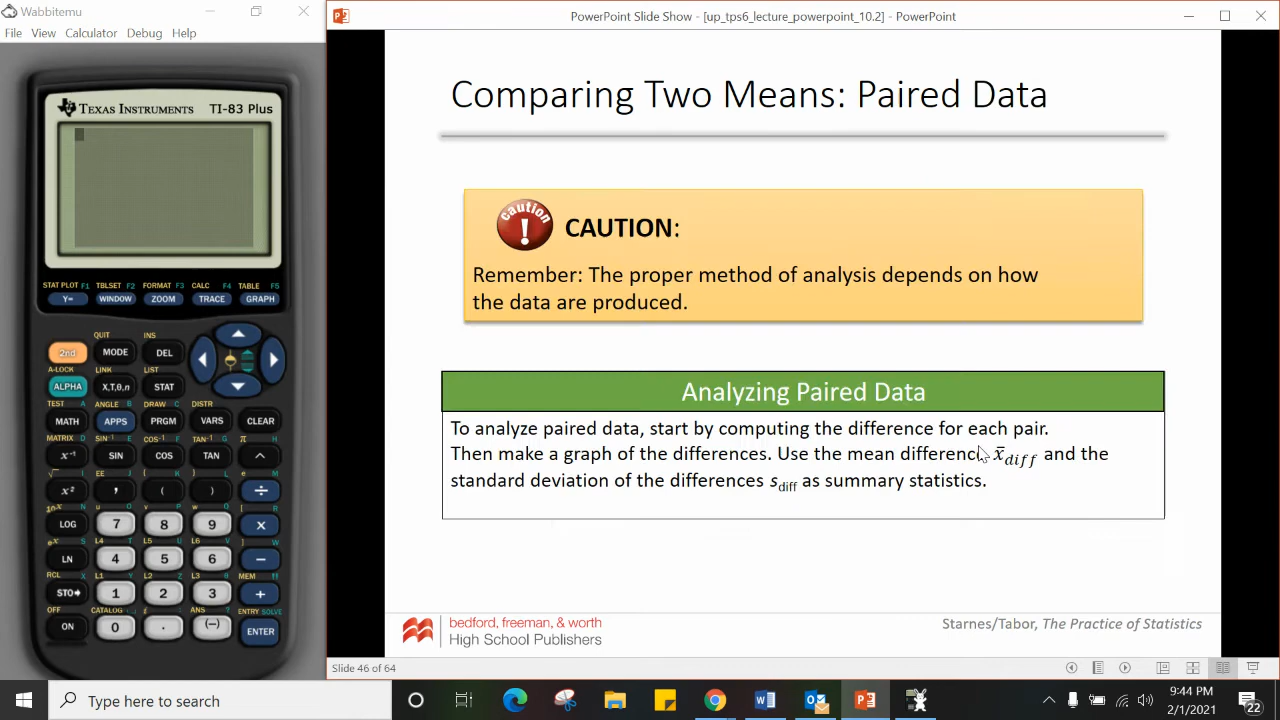 Wabbitemu
File View Calculator Debug Help
TEXAS INSTRUMENTS TI-83 Plus
STAT PLOT F1 TBLSET F2 FORMAT F3 CALC F4 TABLE F5
Y= WINDOW ZOOM TRACE GRAPH
QUIT INS
2nd MODE DEL
A-LOCK LINK LIST
ALPHA X,T,θ,n STAT
TEST A ANGLE B DRAW C DISTR
MATH APPS PRGM VARS CLEAR
MATRIX D SIN⁻¹ E COS⁻¹ F TAN⁻¹ G π H
x⁻¹ SIN COS TAN ^
√ I EE J { K } L e M
x² , ( ) ÷
10ˣ N u O v P w Q [ R
LOG 7 8 9 ×
eˣ S L4 T L5 U L6 V ] W
LN 4 5 6 −
RCL X L1 Y L2 Z L3 θ MEM "
STO➔ 1 2 3 +
OFF CATALOG i : ANS ? ENTRY SOLVE
ON 0 . (−) ENTER
PowerPoint Slide Show - [up_tps6_lecture_powerpoint_10.2] - PowerPoint
Comparing Two Means: Paired Data
Caution
! CAUTION:
Remember: The proper method of analysis depends on how
the data are produced.
Analyzing Paired Data
To analyze paired data, start by computing the difference for each pair.
Then make a graph of the differences. Use the mean difference x̄diff and the
standard deviation of the differences sdiff as summary statistics.
bedford, freeman, & worth
High School Publishers
Starnes/Tabor, The Practice of Statistics
Slide 46 of 64
Type here to search
9:44 PM
2/1/2021
22